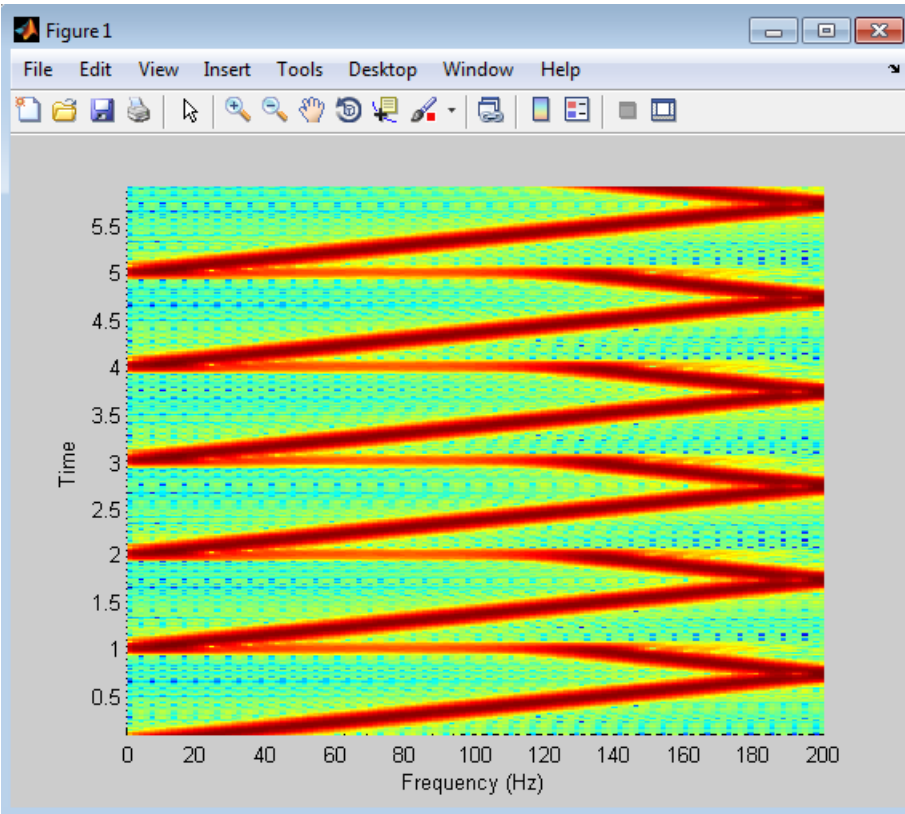 Figure 1
File Edit View Insert Tools Desktop Window Help
5.5
5
4.5
4
3.5
3
2.5
2
1.5
1
0.5
Time
0 20 40 60 80 100 120 140 160 180 200
Frequency (Hz)